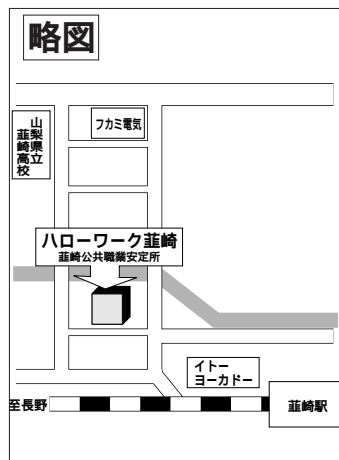 略図
山梨県立
韮崎高校
フカミ電気
ハローワーク韮崎
韮崎公共職業安定所
イトー
ヨーカドー
至長野
韮崎駅